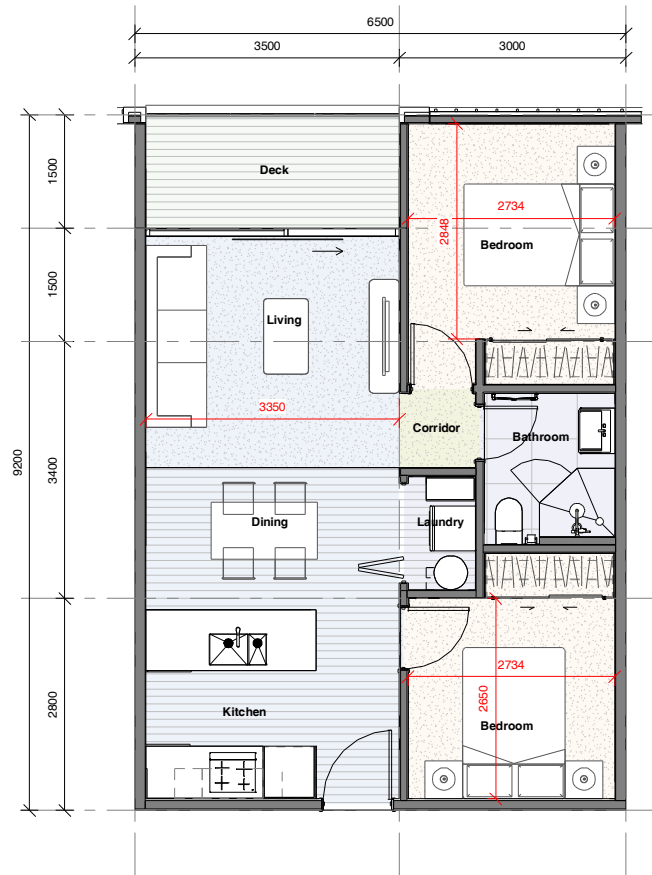 6500
3500
3000
1500
Deck
2734
2848
Bedroom
1500
Living
3350
Corridor
Bathroom
9200
3400
Dining
Laundry
2800
2734
2650
Kitchen
Bedroom